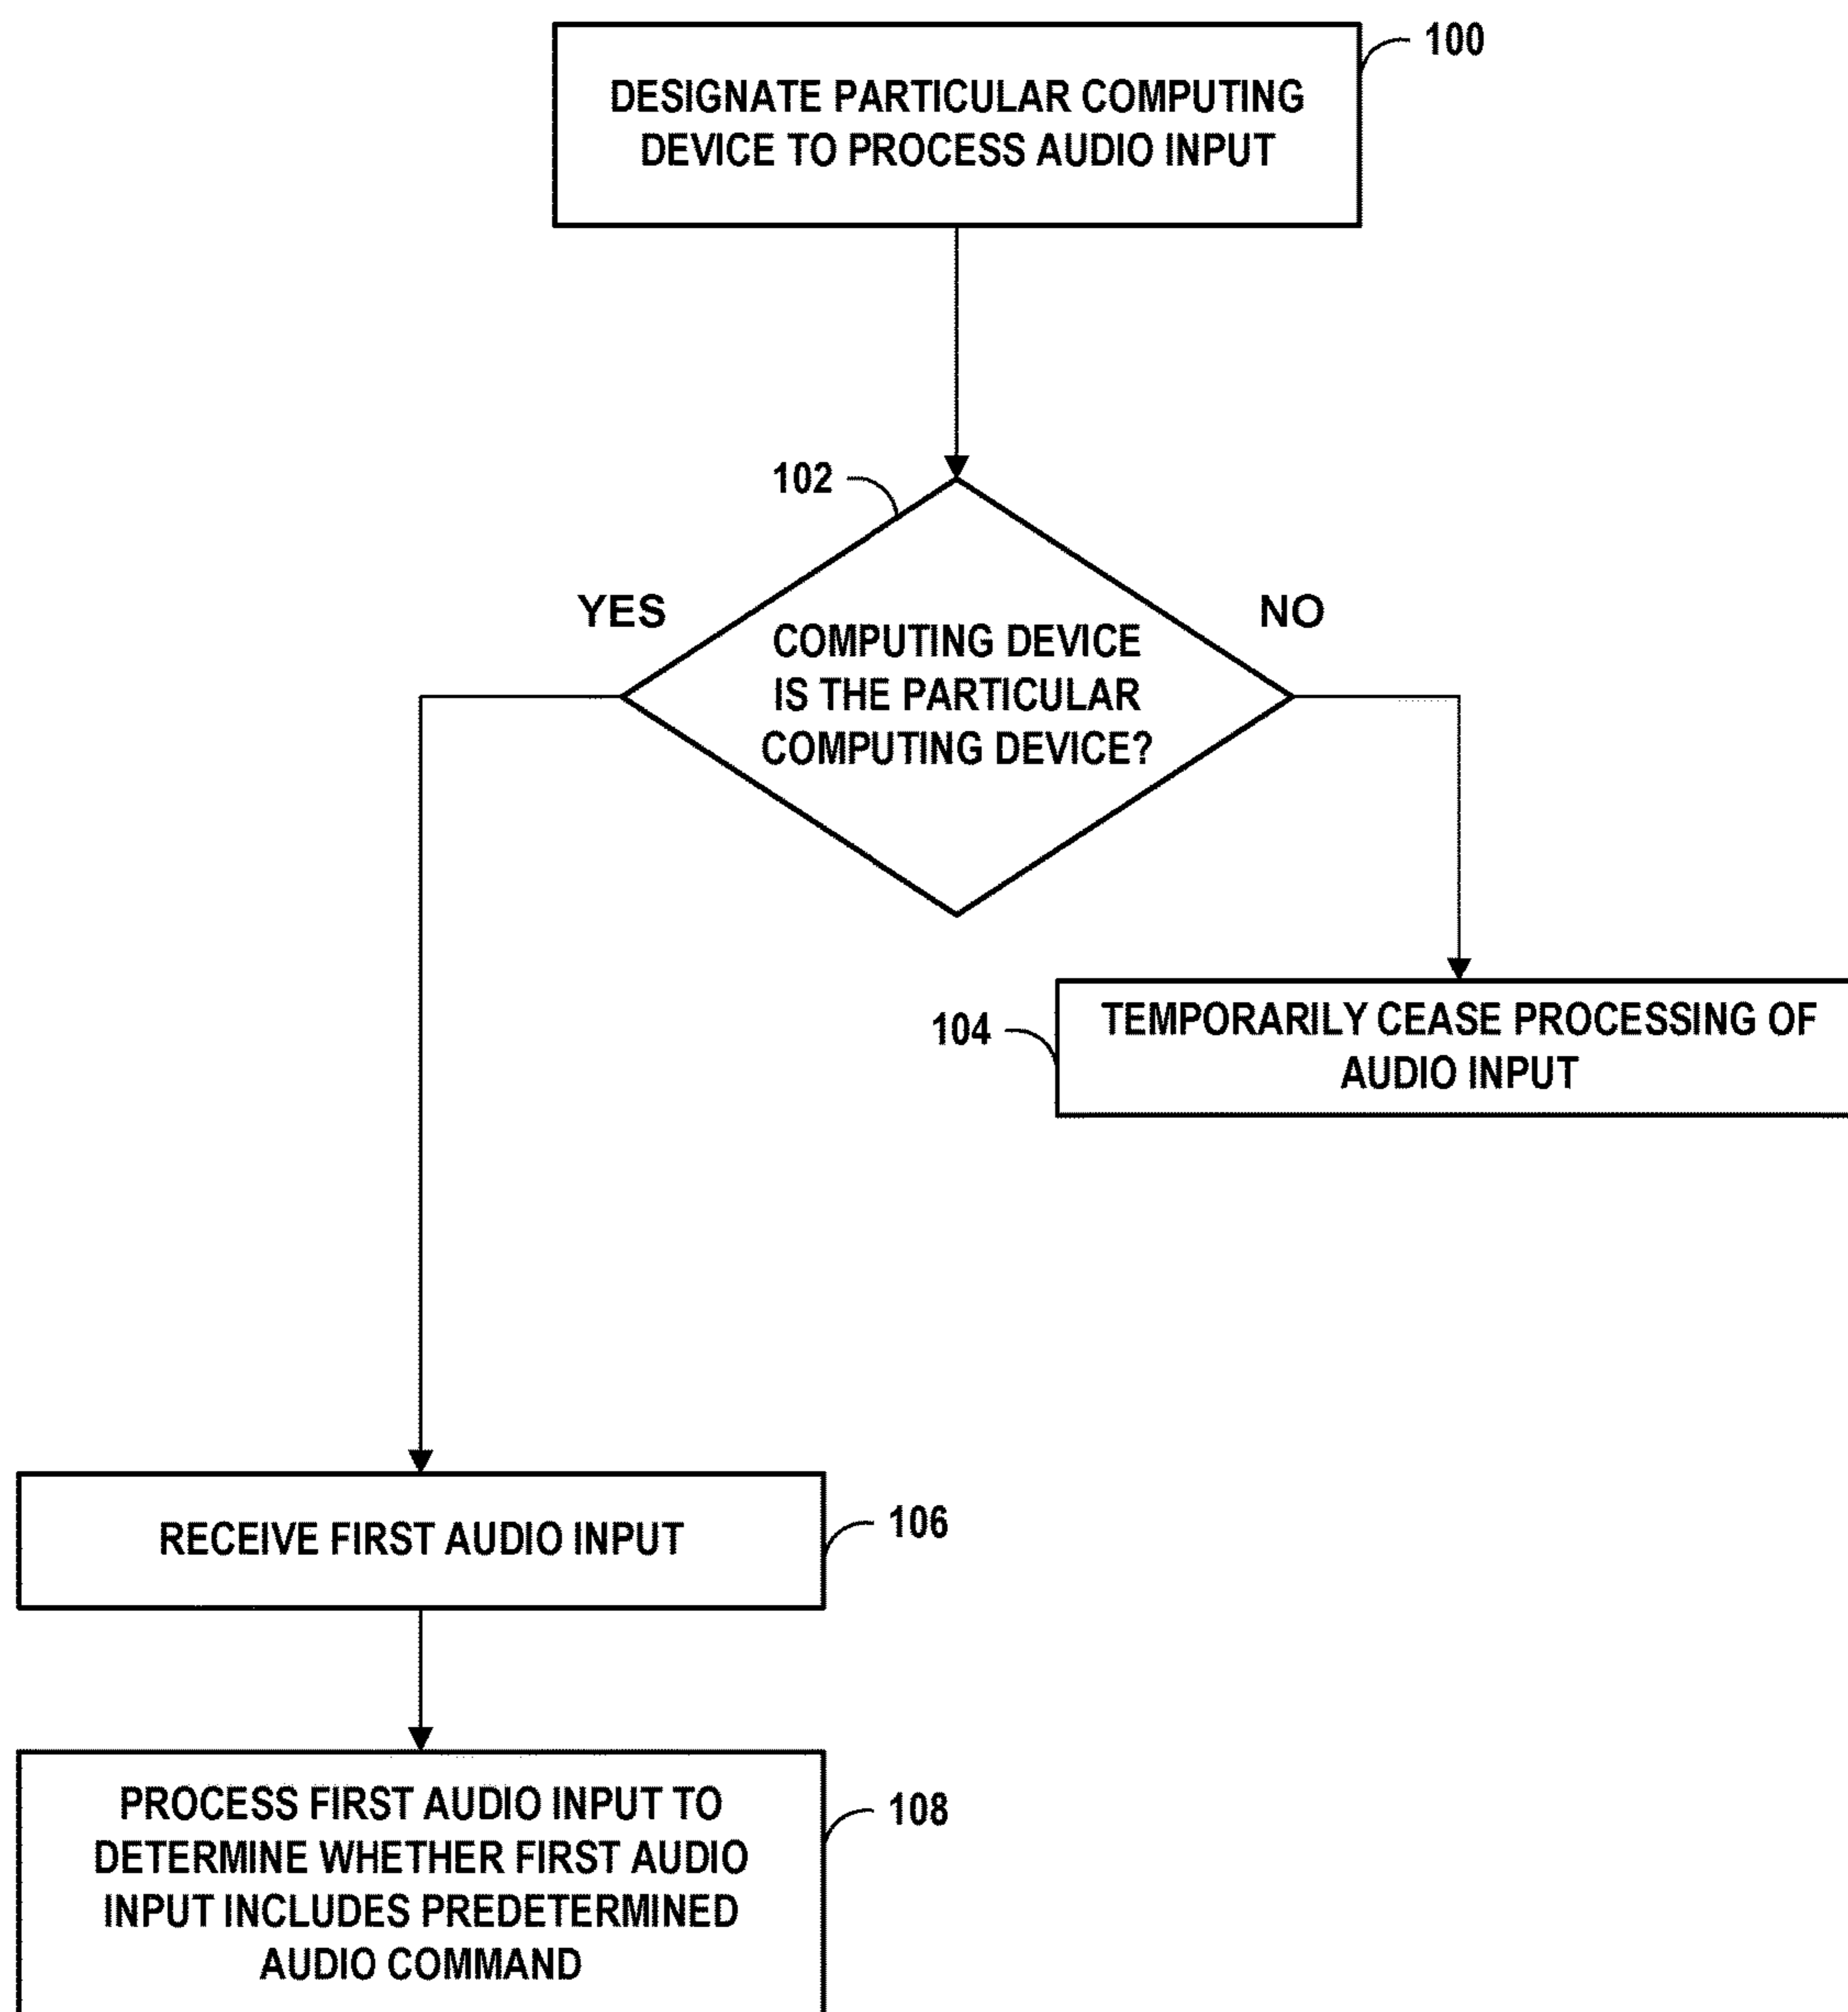 100
DESIGNATE PARTICULAR COMPUTING
DEVICE TO PROCESS AUDIO INPUT
102
YES
NO
COMPUTING DEVICE
IS THE PARTICULAR
COMPUTING DEVICE?
104
TEMPORARILY CEASE PROCESSING OF
AUDIO INPUT
RECEIVE FIRST AUDIO INPUT
106
PROCESS FIRST AUDIO INPUT TO
DETERMINE WHETHER FIRST AUDIO
INPUT INCLUDES PREDETERMINED
AUDIO COMMAND
108